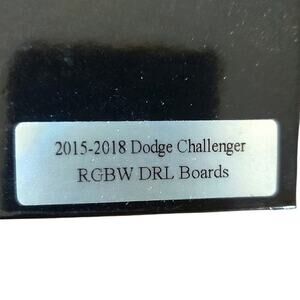 2015-2018 Dodge Challenger
RGBW DRL Boards